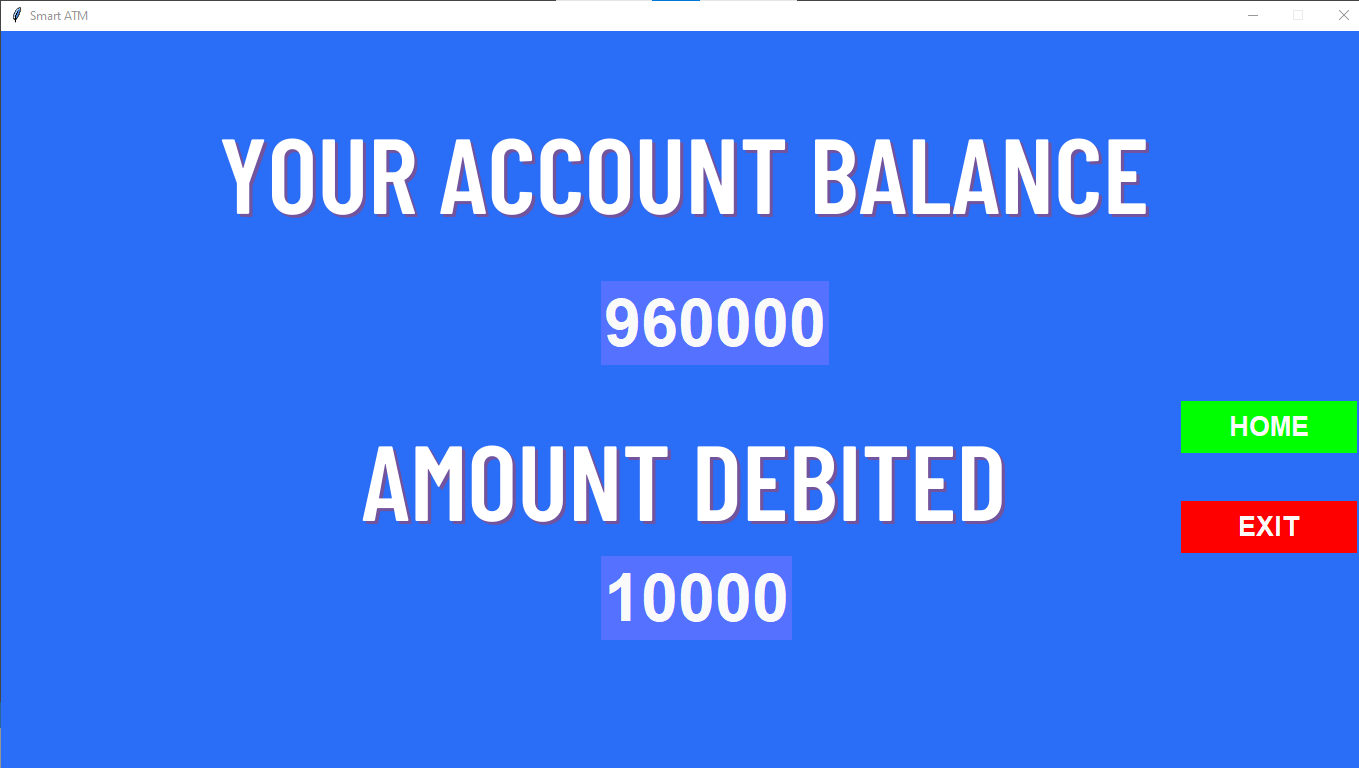 Smart ATM
YOUR ACCOUNT BALANCE
960000
HOME
AMOUNT DEBITED
EXIT
10000